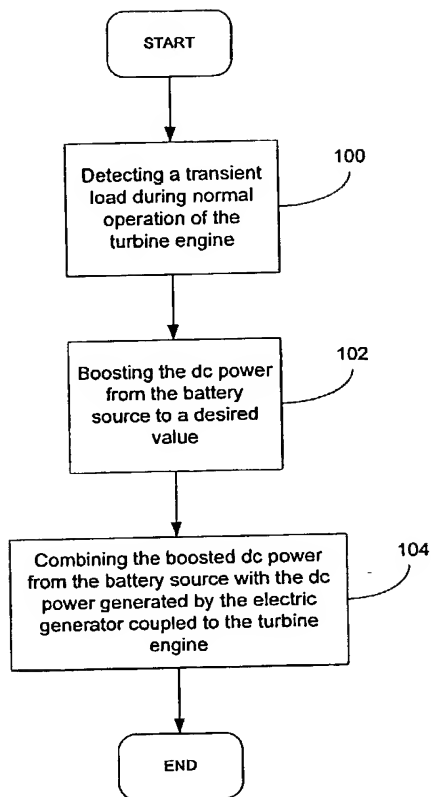 START
Detecting a transient
load during normal
operation of the
turbine engine
100
Boosting the dc power
from the battery
source to a desired
value
102
Combining the boosted dc power
from the battery source with the dc
power generated by the electric
generator coupled to the turbine
engine
104
END